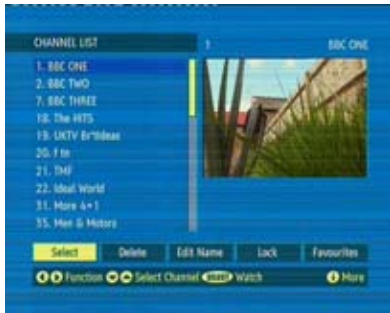 CHANNEL LIST
1 BBC ONE
1. BBC ONE
2. BBC TWO
7. BBC THREE
18. The HITS
19. UKTV Br'tIdeas
20. f tn
21. TMF
22. Ideal World
31. More 4+1
35. Men & Motors
Select Delete Edit Name Lock Favourites
Function Select Channel Watch More